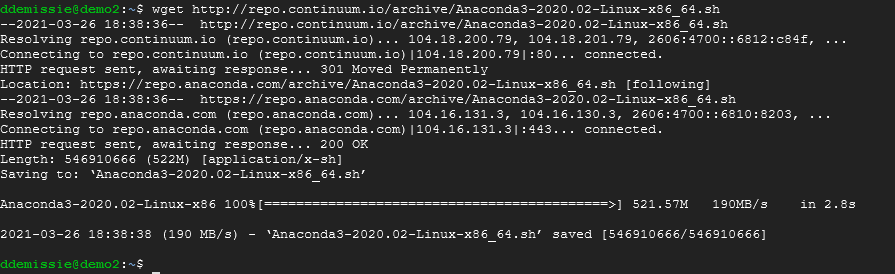 ddemissie@demo2:~$ wget http://repo.continuum.io/archive/Anaconda3-2020.02-Linux-x86_64.sh
--2021-03-26 18:38:36--  http://repo.continuum.io/archive/Anaconda3-2020.02-Linux-x86_64.sh
Resolving repo.continuum.io (repo.continuum.io)... 104.18.200.79, 104.18.201.79, 2606:4700::6812:c84f, ...
Connecting to repo.continuum.io (repo.continuum.io)|104.18.200.79|:80... connected.
HTTP request sent, awaiting response... 301 Moved Permanently
Location: https://repo.anaconda.com/archive/Anaconda3-2020.02-Linux-x86_64.sh [following]
--2021-03-26 18:38:36--  https://repo.anaconda.com/archive/Anaconda3-2020.02-Linux-x86_64.sh
Resolving repo.anaconda.com (repo.anaconda.com)... 104.16.131.3, 104.16.130.3, 2606:4700::6810:8203, ...
Connecting to repo.anaconda.com (repo.anaconda.com)|104.16.131.3|:443... connected.
HTTP request sent, awaiting response... 200 OK
Length: 546910666 (522M) [application/x-sh]
Saving to: ‘Anaconda3-2020.02-Linux-x86_64.sh’
Anaconda3-2020.02-Linux-x86 100%[===========================================>] 521.57M   190MB/s    in 2.8s
2021-03-26 18:38:38 (190 MB/s) - ‘Anaconda3-2020.02-Linux-x86_64.sh’ saved [546910666/546910666]
ddemissie@demo2:~$